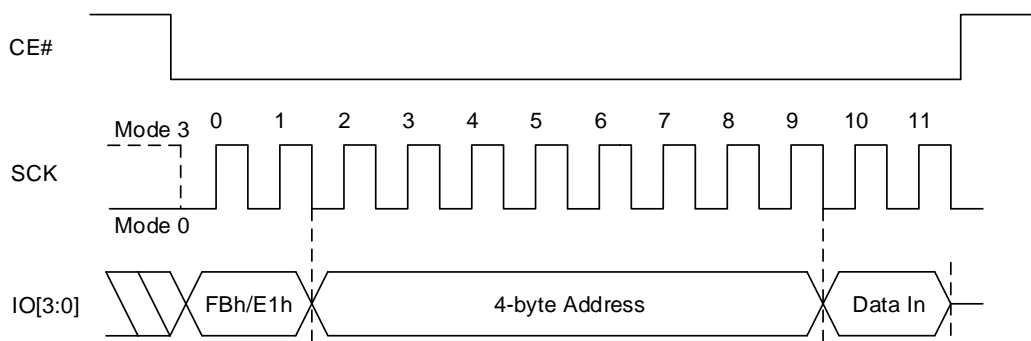 CE#
Mode 3 0 1 2 3 4 5 6 7 8 9 10 11
SCK
Mode 0
IO[3:0] FBh/E1h 4-byte Address Data In